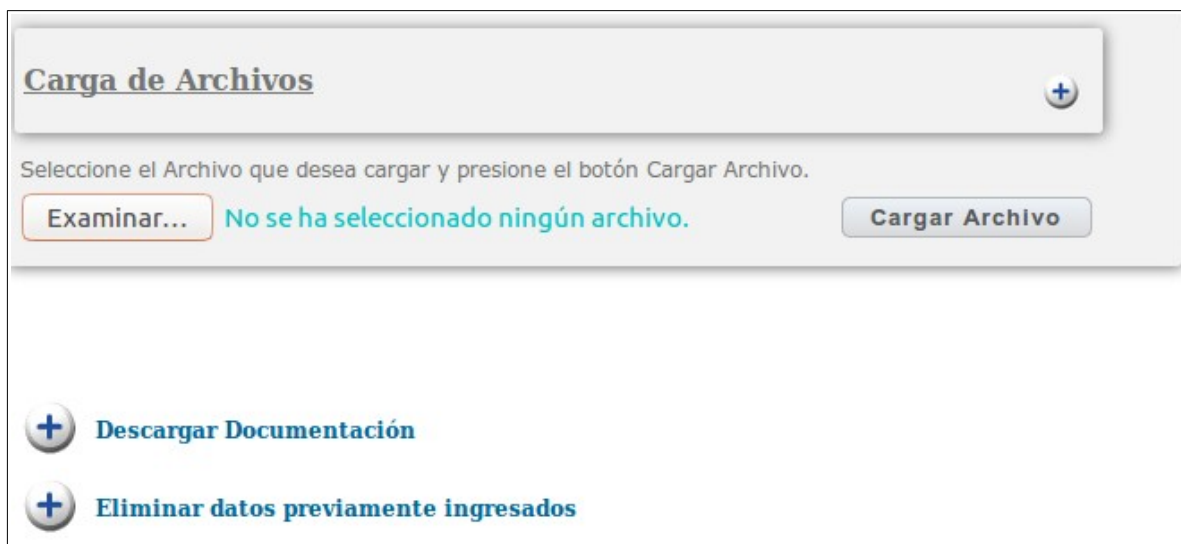 Carga de Archivos
Seleccione el Archivo que desea cargar y presione el botón Cargar Archivo.
Examinar... No se ha seleccionado ningún archivo. Cargar Archivo
Descargar Documentación
Eliminar datos previamente ingresados